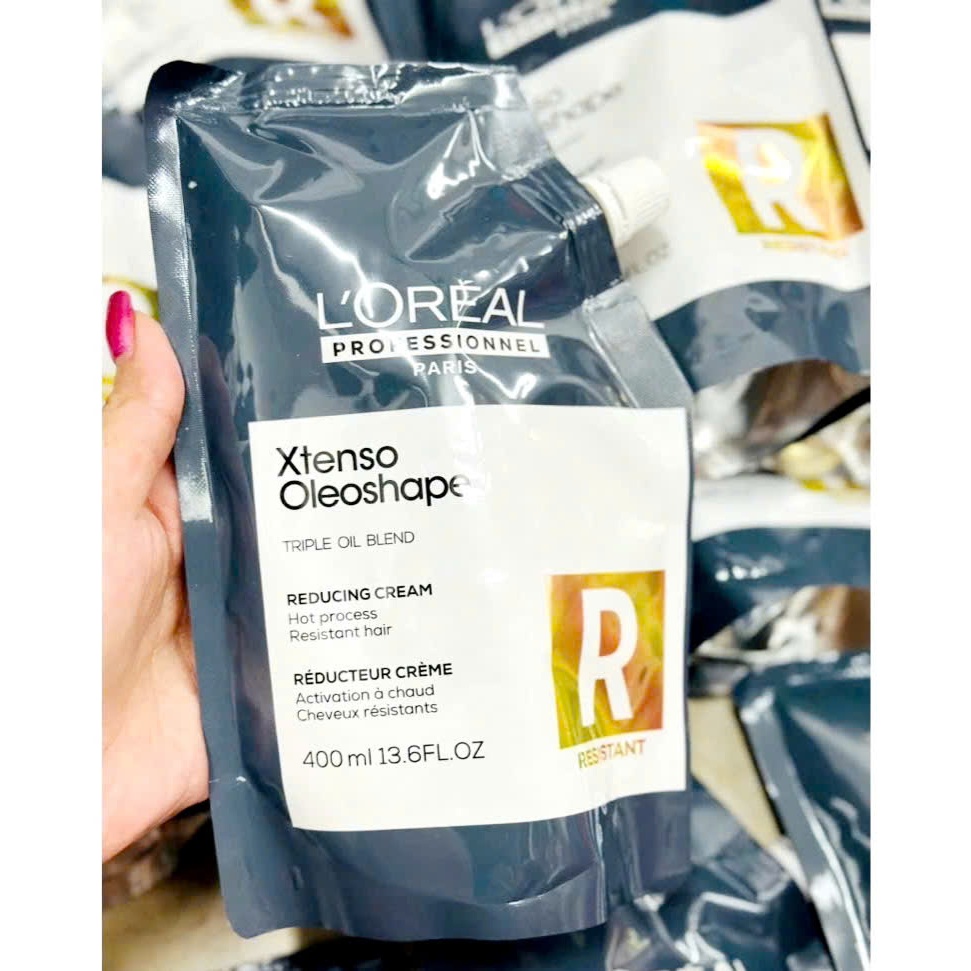 L'ORÉAL
PROFESSIONNEL
PARIS
Xtenso
Oleoshape
TRIPLE OIL BLEND
REDUCING CREAM
Hot process
Resistant hair
RÉDUCTEUR CRÈME
Activation à chaud
Cheveux résistants
400 ml 13.6FL.OZ
R
RESISTANT
R